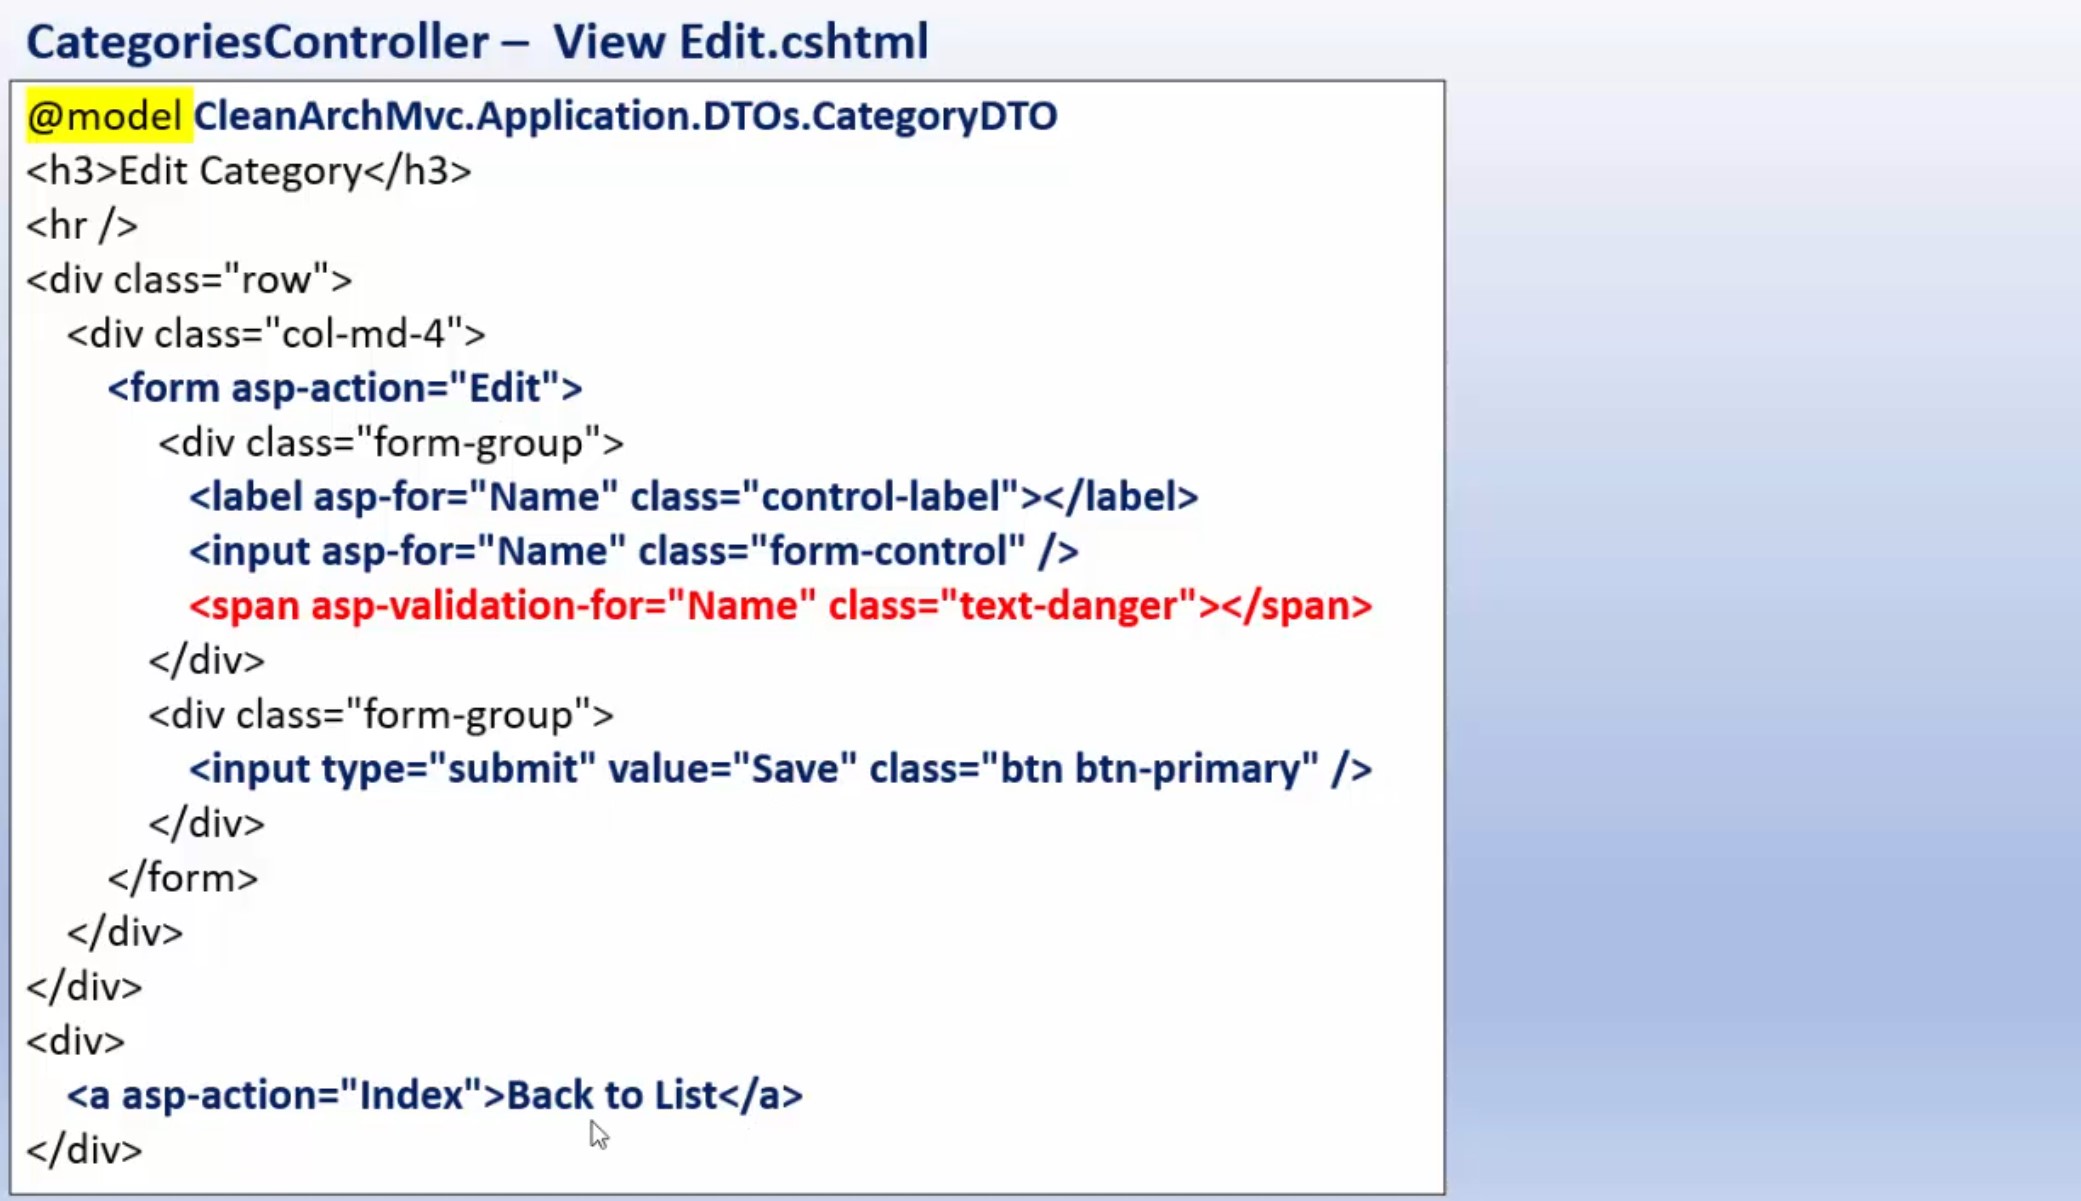 CategoriesController – View Edit.cshtml
@model CleanArchMvc.Application.DTOs.CategoryDTO
<h3>Edit Category</h3>
<hr />
<div class="row">
<div class="col-md-4">
<form asp-action="Edit">
<div class="form-group">
<label asp-for="Name" class="control-label"></label>
<input asp-for="Name" class="form-control" />
<span asp-validation-for="Name" class="text-danger"></span>
</div>
<div class="form-group">
<input type="submit" value="Save" class="btn btn-primary" />
</div>
</form>
</div>
</div>
<div>
<a asp-action="Index">Back to List</a>
</div>